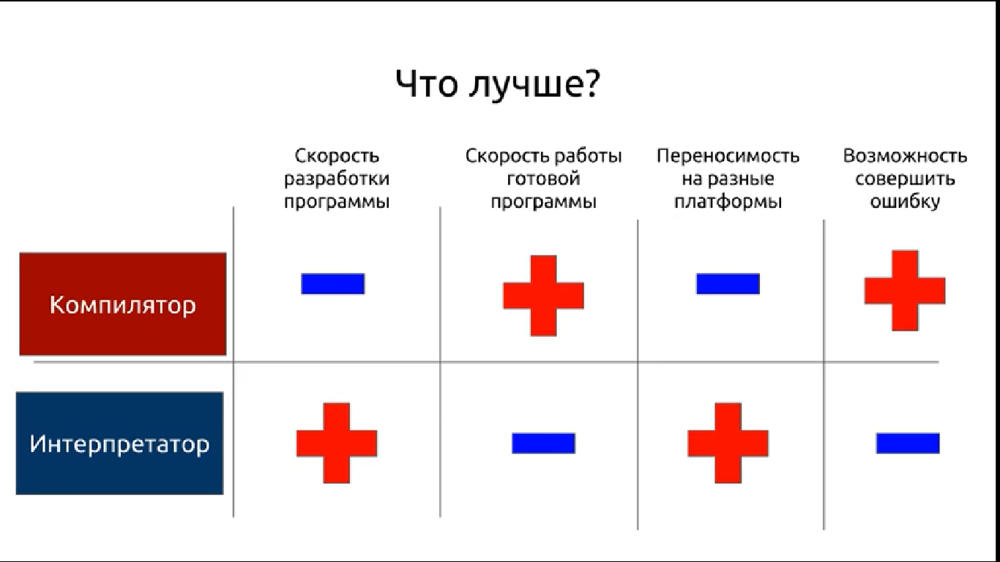 Что лучше?
Скорость
разработки
программы
Скорость работы
готовой
программы
Переносимость
на разные
платформы
Возможность
совершить
ошибку
Компилятор
Интерпретатор